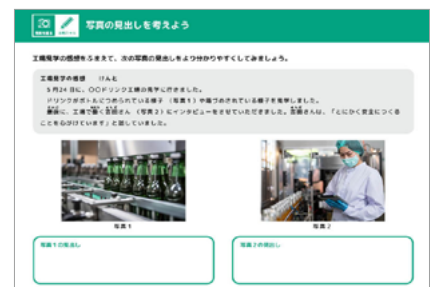 写真の見出しを考えよう
工場見学の感想をふまえて、次の写真の見出しをより分かりやすくしてみましょう。
工場見学の感想　けんと
5月24日に、〇〇ドリンク工場の見学に行きました。
ドリンクがボトルにつめられている様子（写真1）や箱づめされている様子を見学しました。
最後に、工場で働く吉田さん（写真2）にインタビューをさせていただきました。吉田さんは、「とにかく安全につくる
ことを心がけています」と話していました。
写真1
写真2
写真1の見出し
写真2の見出し